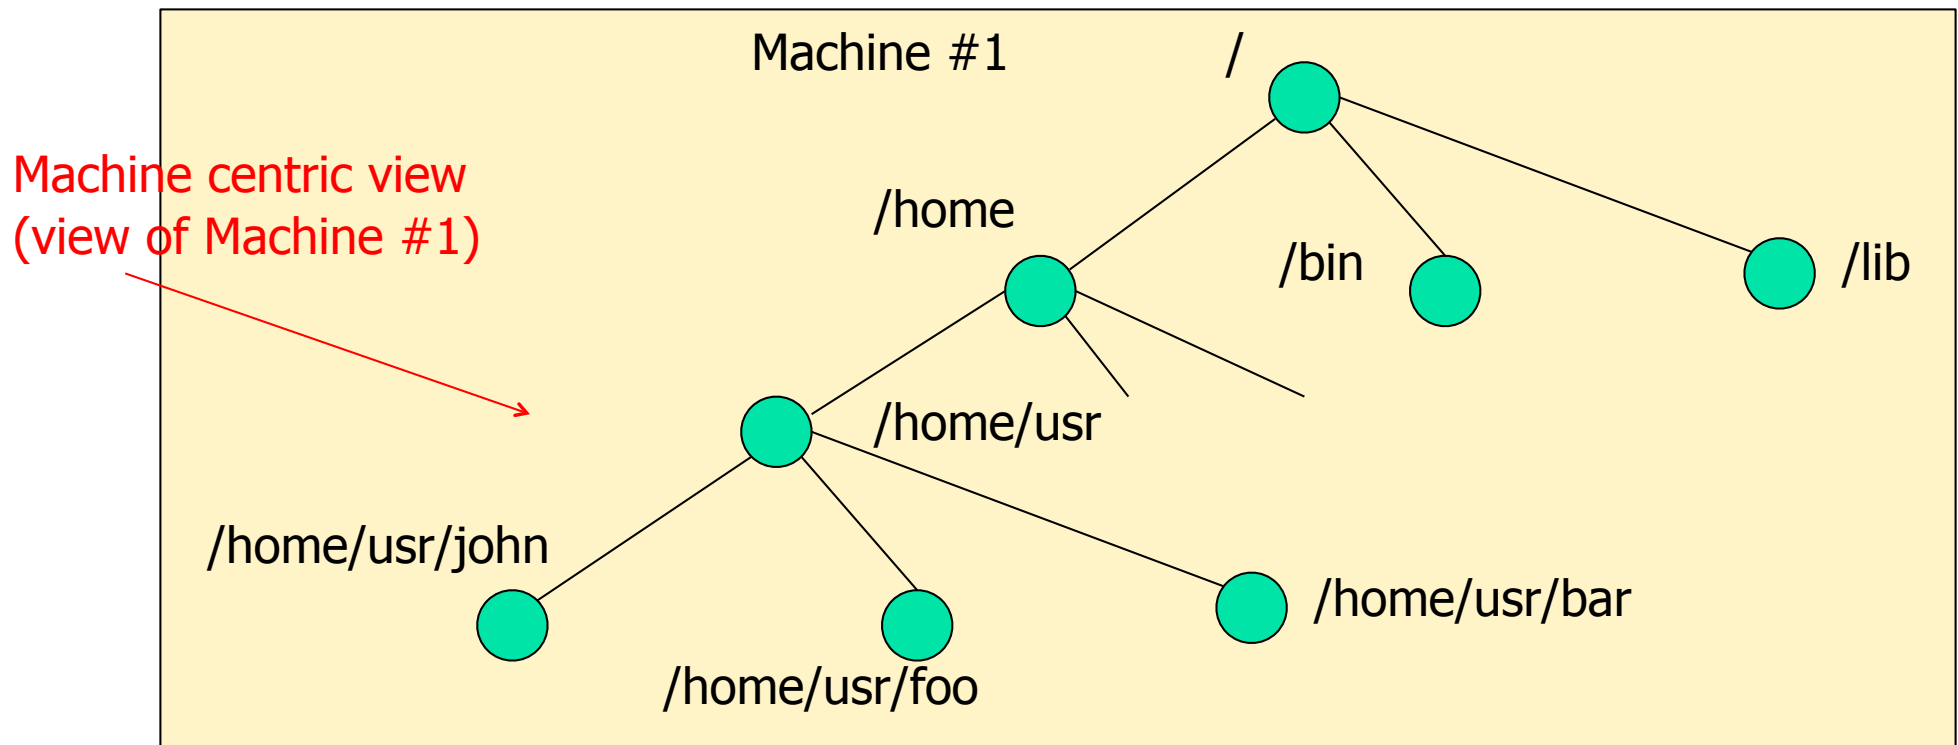 Machine #1
/
Machine centric view
(view of Machine #1)
/home
/bin
/lib
/home/usr
/home/usr/john
/home/usr/bar
/home/usr/foo